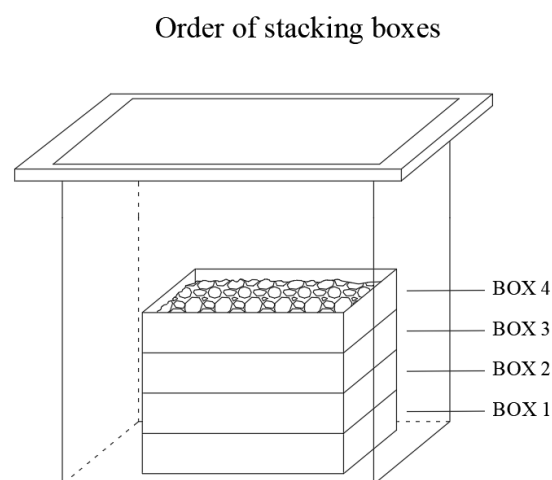 Order of stacking boxes
BOX 4
BOX 3
BOX 2
BOX 1